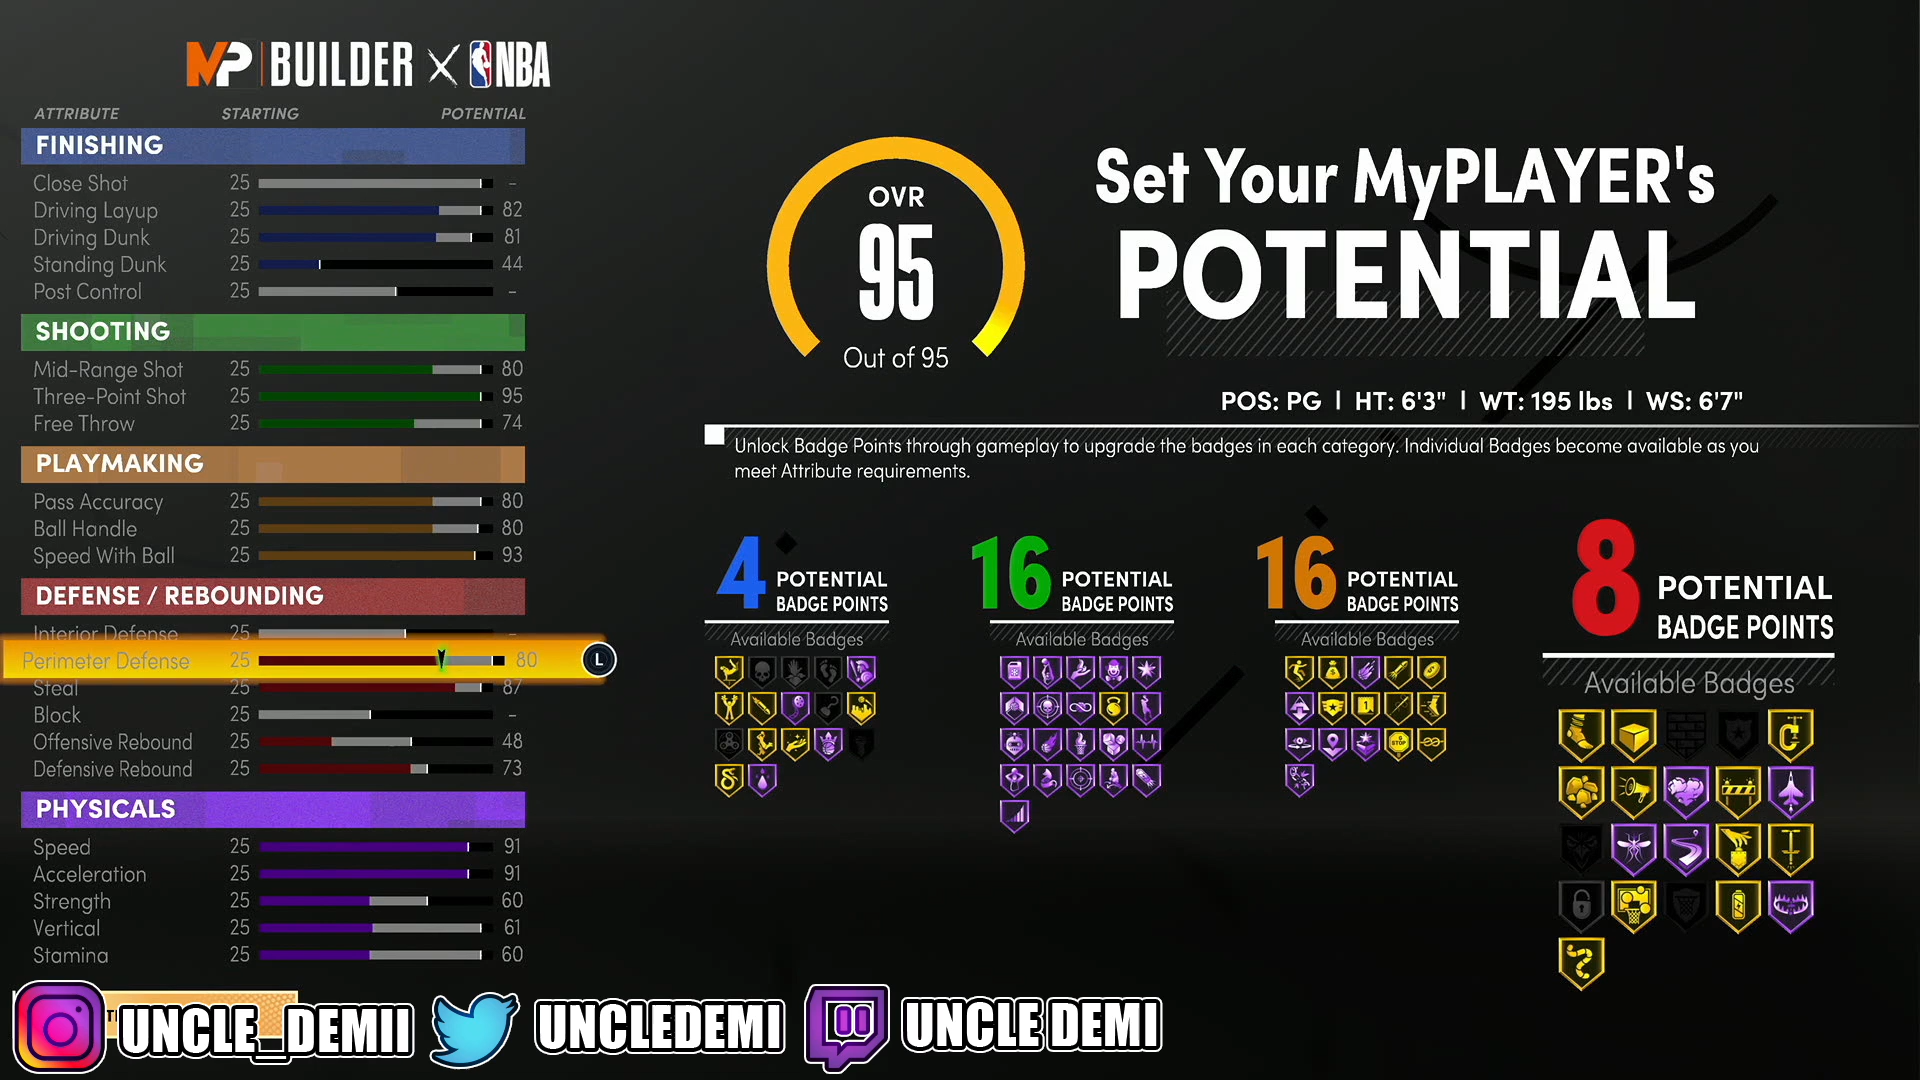 MP | BUILDER X NBA
ATTRIBUTE STARTING POTENTIAL
FINISHING
Close Shot 25 -
Driving Layup 25 82
Driving Dunk 25 81
Standing Dunk 25 44
Post Control 25 -
SHOOTING
Mid-Range Shot 25 80
Three-Point Shot 25 95
Free Throw 25 74
PLAYMAKING
Pass Accuracy 25 80
Ball Handle 25 80
Speed With Ball 25 93
DEFENSE / REBOUNDING
Interior Defense 25 -
Perimeter Defense 25 80
L
Steal 25 87
Block 25 -
Offensive Rebound 25 48
Defensive Rebound 25 73
PHYSICALS
Speed 25 91
Acceleration 25 91
Strength 25 60
Vertical 25 61
Stamina 25 60
OVR
95
Out of 95
Set Your MyPLAYER's
POTENTIAL
POS: PG | HT: 6'3" | WT: 195 lbs | WS: 6'7"
Unlock Badge Points through gameplay to upgrade the badges in each category. Individual Badges become available as you
meet Attribute requirements.
4 POTENTIAL
BADGE POINTS
Available Badges
16 POTENTIAL
BADGE POINTS
Available Badges
16 POTENTIAL
BADGE POINTS
Available Badges
STOP
8 POTENTIAL
BADGE POINTS
Available Badges
UNCLE_DEMII
UNCLEDEMI
UNCLE DEMI